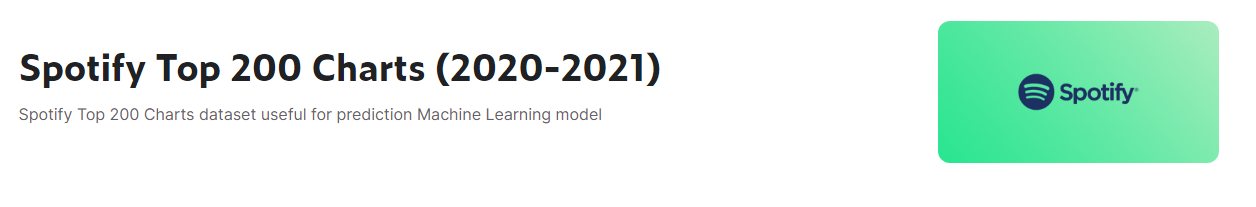 Spotify Top 200 Charts (2020-2021)
Spotify Top 200 Charts dataset useful for prediction Machine Learning model
Spotify®